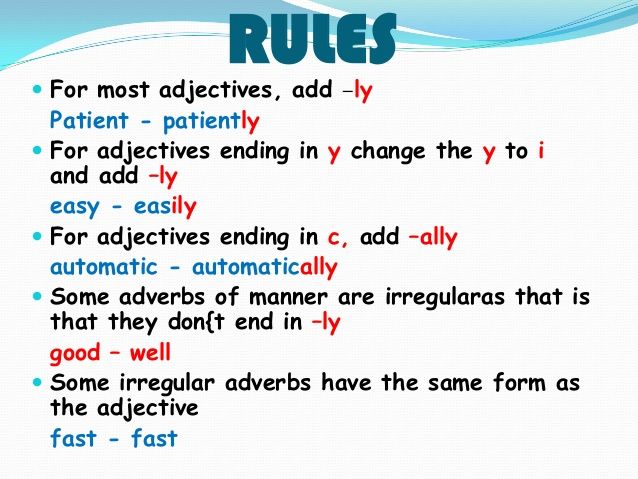 RULES
• For most adjectives, add –ly
Patient - patiently
• For adjectives ending in y change the y to i
and add –ly
easy - easily
• For adjectives ending in c, add –ally
automatic - automatically
• Some adverbs of manner are irregularas that is
that they don{t end in –ly
good – well
• Some irregular adverbs have the same form as
the adjective
fast - fast